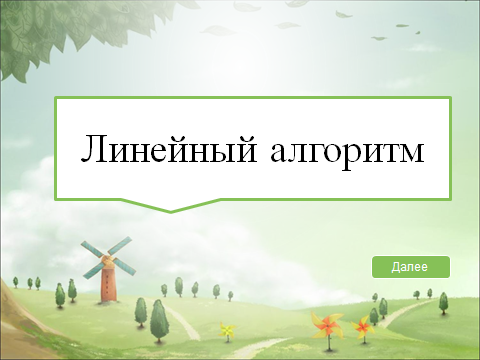 Линейный алгоритм
Далее